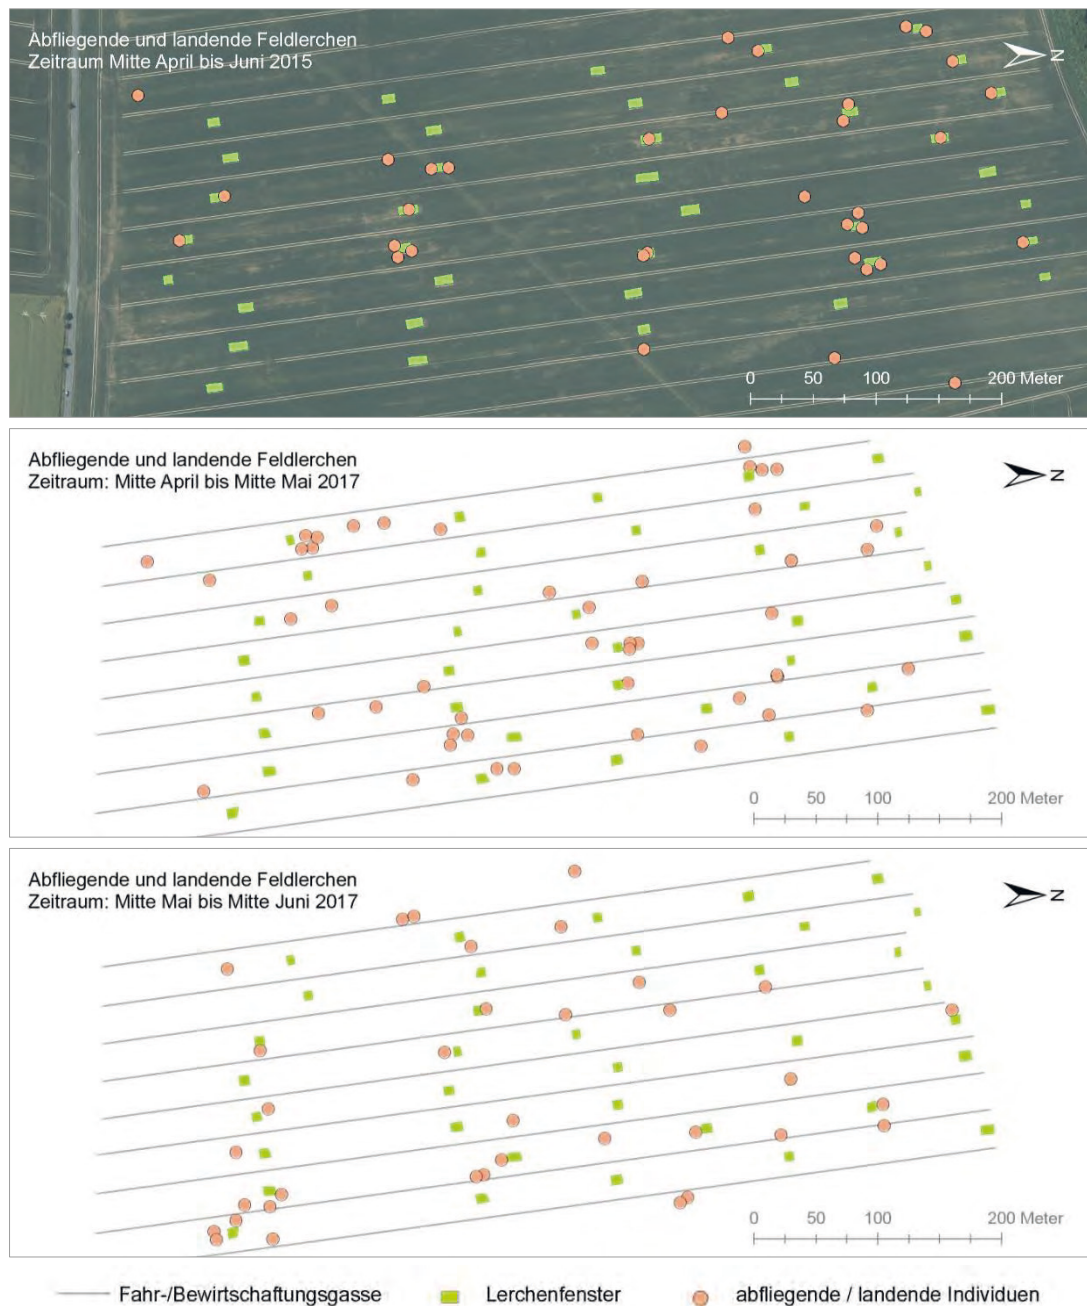 Abfliegende und landende Feldlerchen
Zeitraum Mitte April bis Juni 2015
N
0 50 100 200 Meter
Abfliegende und landende Feldlerchen
Zeitraum: Mitte April bis Mitte Mai 2017
N
0 50 100 200 Meter
Abfliegende und landende Feldlerchen
Zeitraum: Mitte Mai bis Mitte Juni 2017
N
0 50 100 200 Meter
Fahr-/Bewirtschaftungsgasse Lerchenfenster abfliegende / landende Individuen